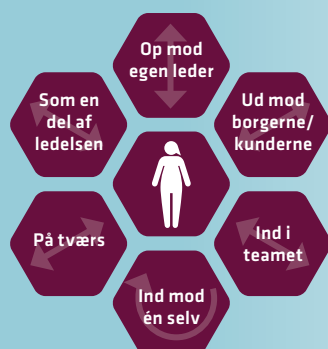 Op mod
egen leder
Som en
del af
ledelsen
Ud mod
borgerne/
kunderne
På tværs
Ind i
teamet
Ind mod
én selv